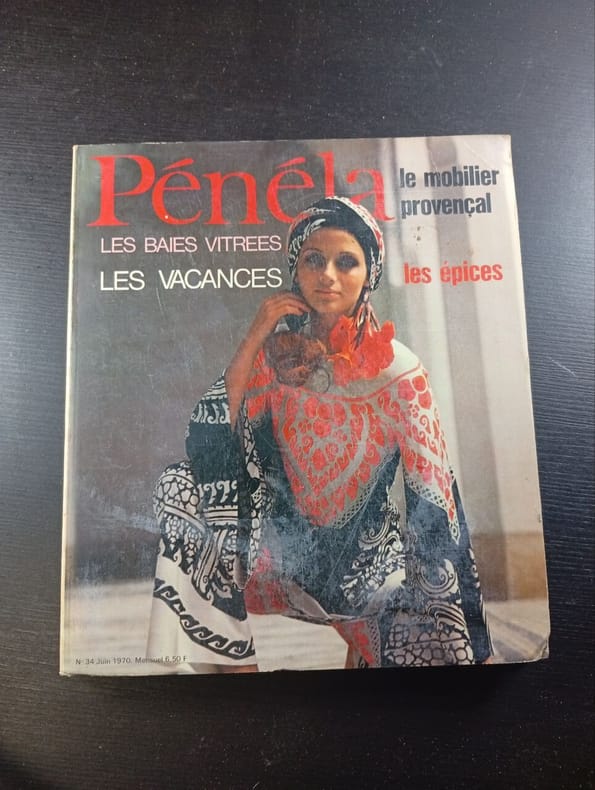 Pénéla
le mobilier
provençal
LES BAIES VITREES
LES VACANCES
les épices
N° 34 Juin 1970. Mensuel 6,50 F